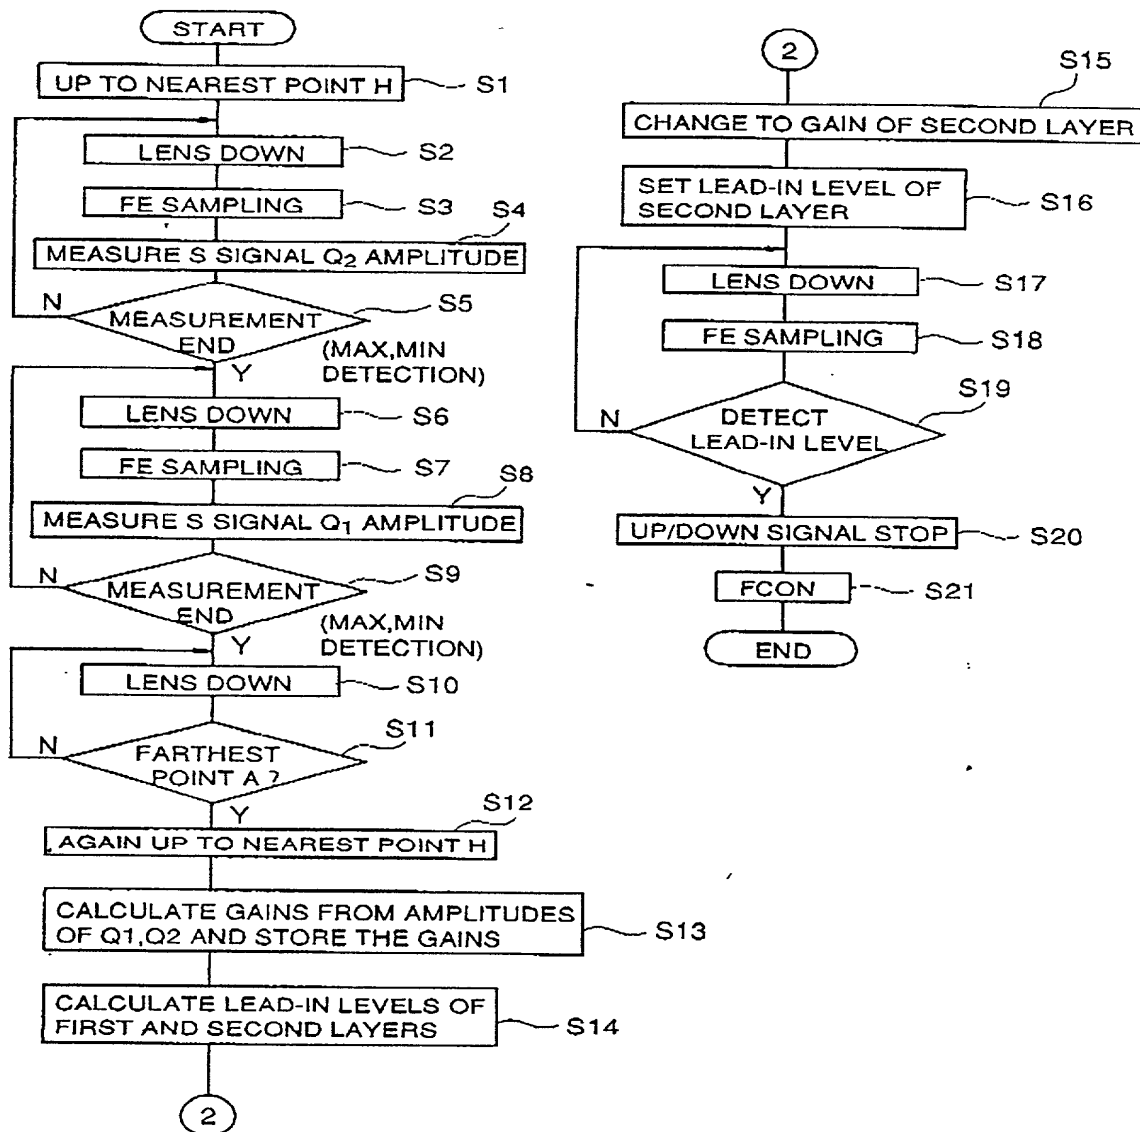 START
UP TO NEAREST POINT H
S1
LENS DOWN
S2
FE SAMPLING
S3
S4
MEASURE S SIGNAL Q2 AMPLITUDE
N
S5
MEASUREMENT
END
(MAX,MIN
DETECTION)
Y
LENS DOWN
S6
FE SAMPLING
S7
S8
MEASURE S SIGNAL Q1 AMPLITUDE
N
S9
MEASUREMENT
END
(MAX,MIN
DETECTION)
Y
LENS DOWN
S10
N
S11
FARTHEST
POINT A ?
Y
S12
AGAIN UP TO NEAREST POINT H
CALCULATE GAINS FROM AMPLITUDES
OF Q1,Q2 AND STORE THE GAINS
S13
CALCULATE LEAD-IN LEVELS OF
FIRST AND SECOND LAYERS
S14
2
2
S15
CHANGE TO GAIN OF SECOND LAYER
SET LEAD-IN LEVEL OF
SECOND LAYER
S16
LENS DOWN
S17
FE SAMPLING
S18
S19
N
DETECT
LEAD-IN LEVEL
Y
UP/DOWN SIGNAL STOP
S20
FCON
S21
END